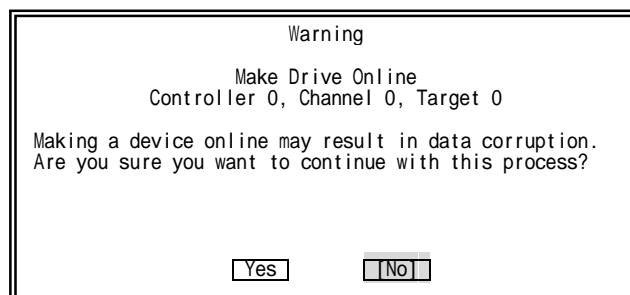 Warning
Make Drive Online
Controller 0, Channel 0, Target 0
Making a device online may result in data corruption.
Are you sure you want to continue with this process?
Yes [No]